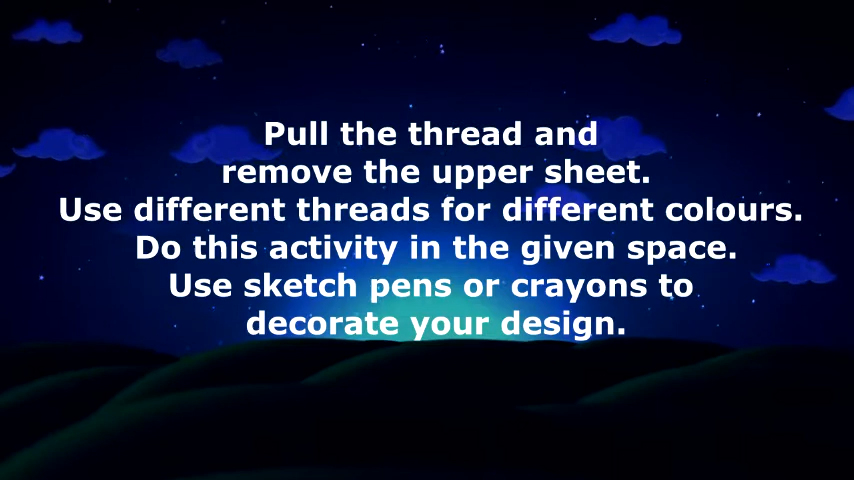 Pull the thread and
remove the upper sheet.
Use different threads for different colours.
Do this activity in the given space.
Use sketch pens or crayons to
decorate your design.